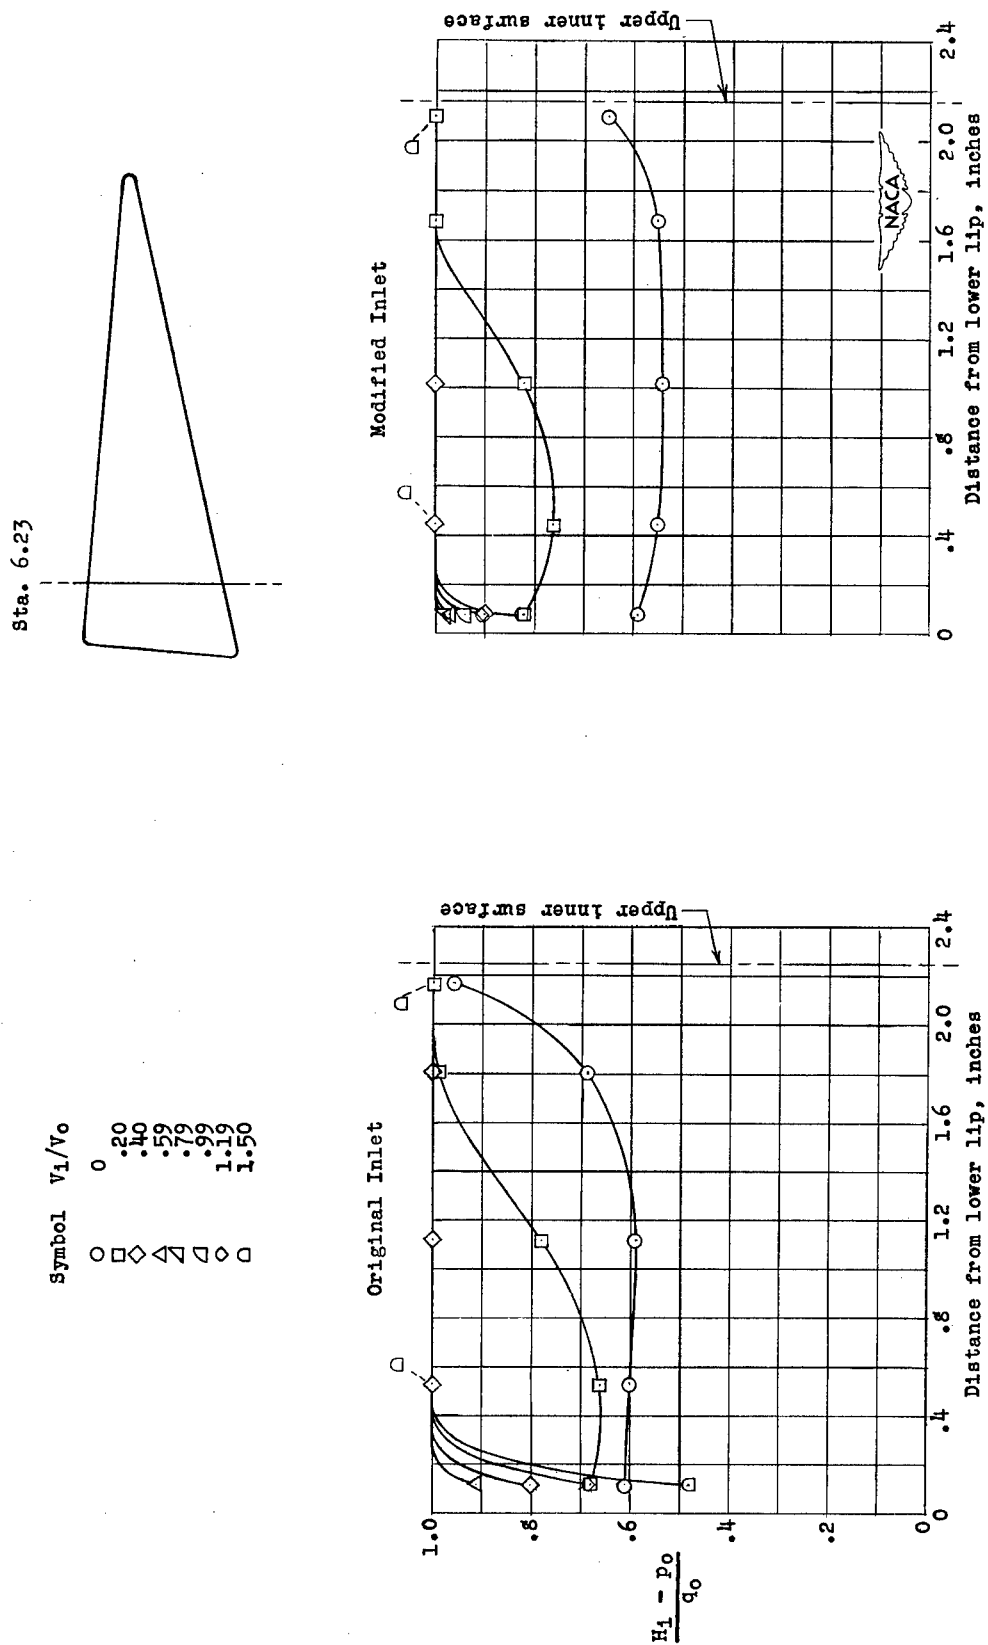 Symbol V₁/V₀
○ 0
□ .20
◇ .40
△ .59
.79
.99
◇ 1.19
1.50
Sta. 6.23
Original Inlet
Upper inner surface
H₁ - p₀
q₀
1.0
.8
.6
.4
.2
0
0 .4 .8 1.2 1.6 2.0 2.4
Distance from lower lip, inches
Modified Inlet
Upper inner surface
NACA
0 .4 .8 1.2 1.6 2.0 2.4
Distance from lower lip, inches